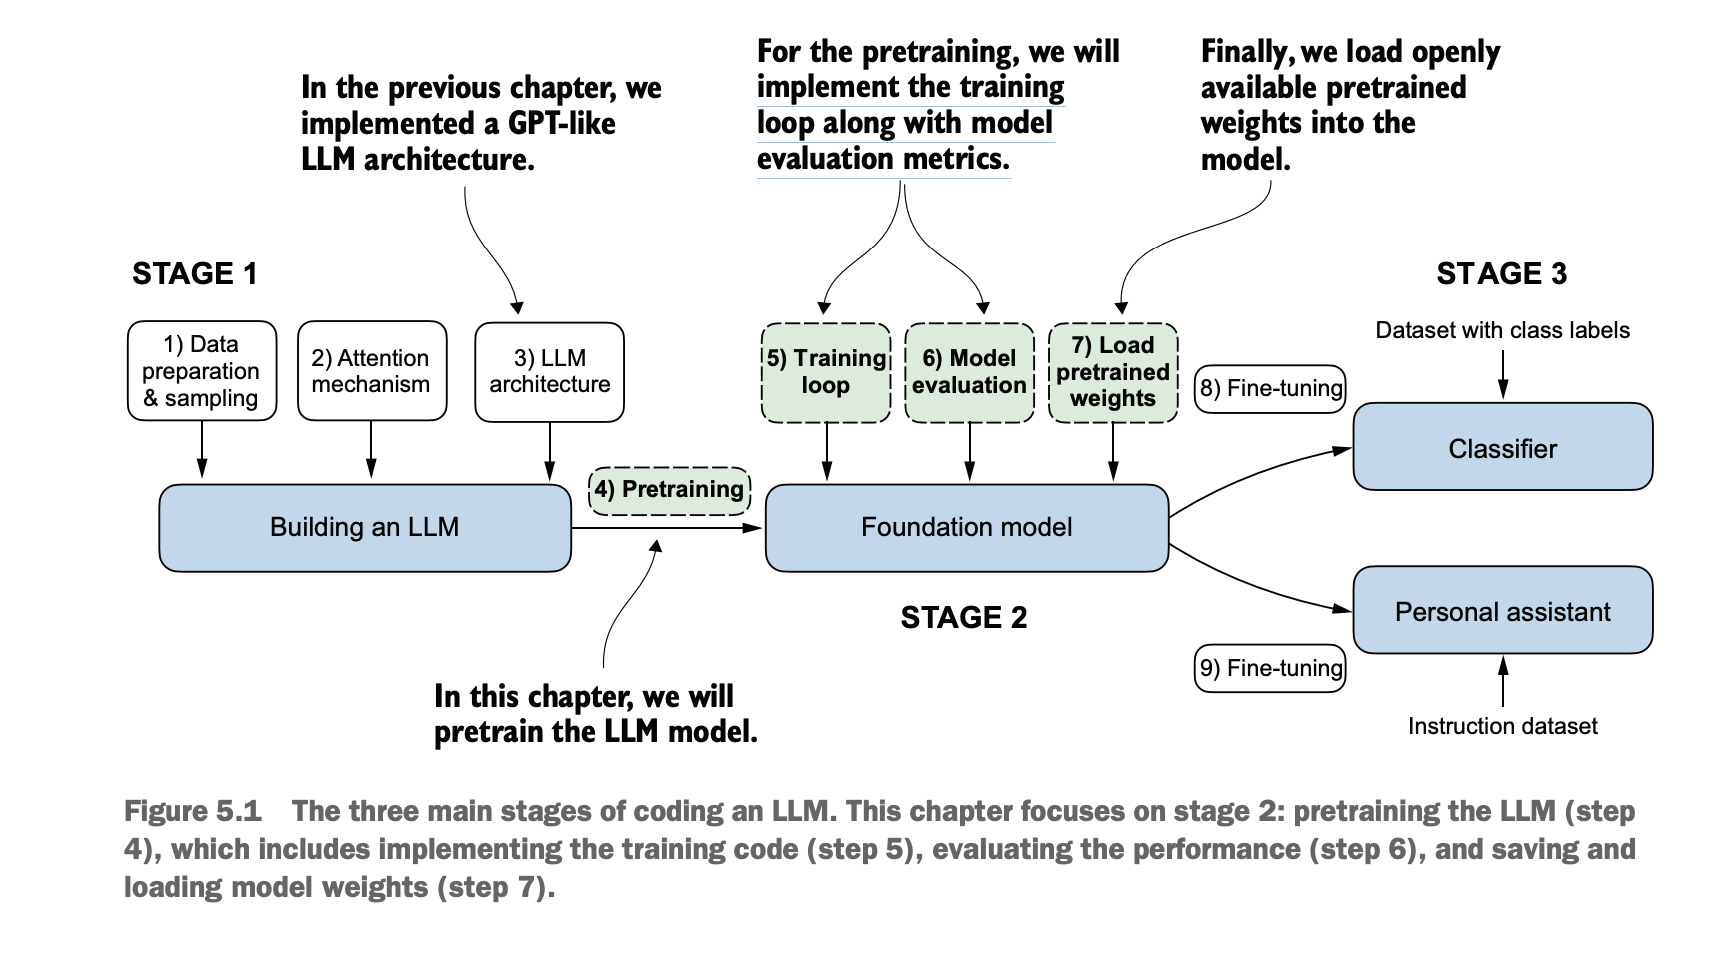 In the previous chapter, we
implemented a GPT-like
LLM architecture.
For the pretraining, we will
implement the training
loop along with model
evaluation metrics.
Finally, we load openly
available pretrained
weights into the
model.
STAGE 1
1) Data
preparation
& sampling
2) Attention
mechanism
3) LLM
architecture
Building an LLM
4) Pretraining
In this chapter, we will
pretrain the LLM model.
5) Training
loop
6) Model
evaluation
7) Load
pretrained
weights
Foundation model
STAGE 2
STAGE 3
Dataset with class labels
8) Fine-tuning
Classifier
Personal assistant
9) Fine-tuning
Instruction dataset
Figure 5.1 The three main stages of coding an LLM. This chapter focuses on stage 2: pretraining the LLM (step
4), which includes implementing the training code (step 5), evaluating the performance (step 6), and saving and
loading model weights (step 7).